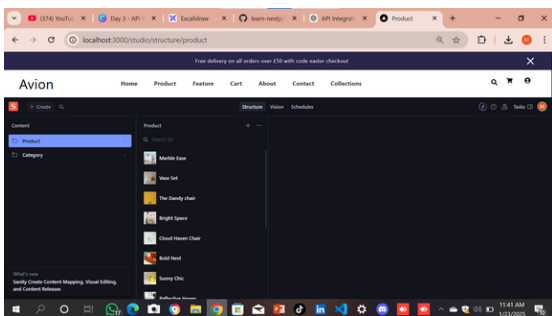 (374) YouTub
Day 3 - API
Excalidraw
learn-nextjs
API Integrati
Product
localhost:3000/studio/structure/product
Free delivery on all orders over £50 with code easter checkout
Avion
Home Product Feature Cart About Contact Collections
S + Create Structure Vision Schedules Tasks M
Content
Product
Category
Product
Search list
Marble Ease
Vase Set
The Dandy chair
Bright Space
Cloud Haven Chair
Bold Nest
Sunny Chic
Reflective Haven
What's new
Sanity Create Content Mapping, Visual Editing,
and Content Releases
11:41 AM
1/23/2025